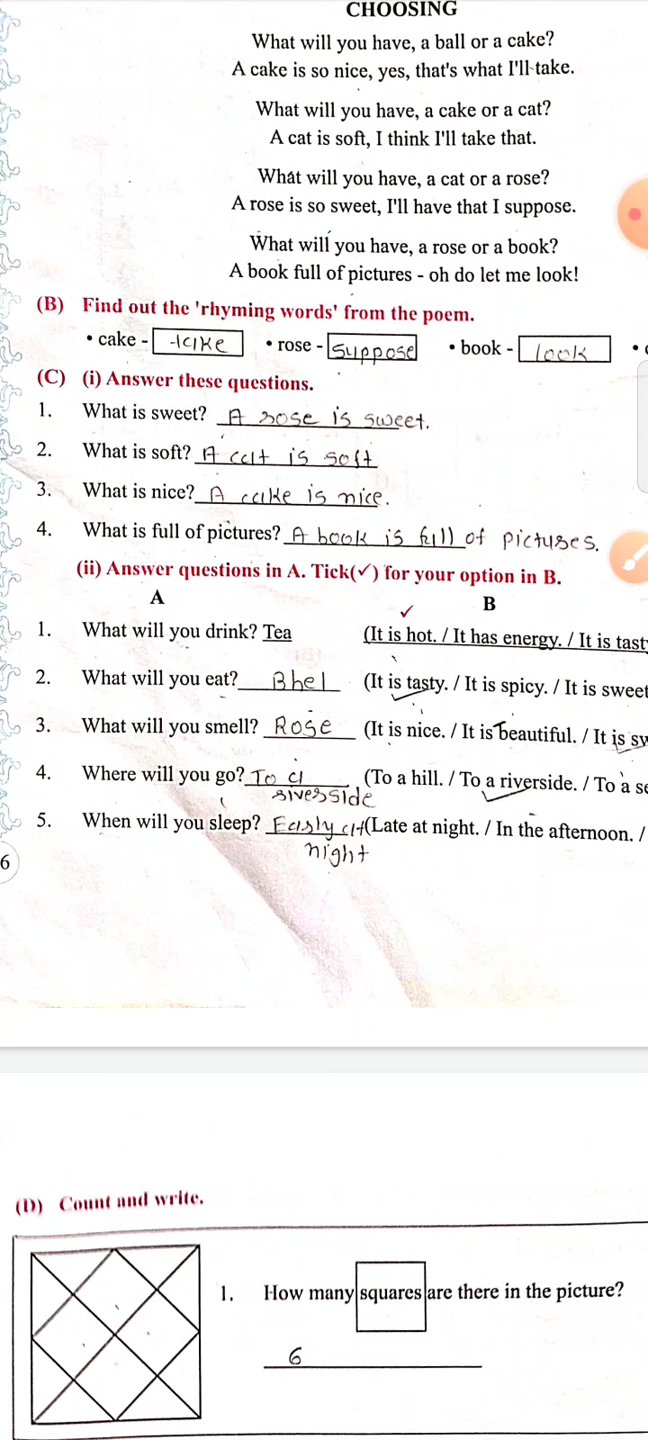 CHOOSING
What will you have, a ball or a cake?
A cake is so nice, yes, that's what I'll take.
What will you have, a cake or a cat?
A cat is soft, I think I'll take that.
What will you have, a cat or a rose?
A rose is so sweet, I'll have that I suppose.
What will you have, a rose or a book?
A book full of pictures - oh do let me look!
(B) Find out the 'rhyming words' from the poem.
• cake - take • rose - suppose • book - look •
(C) (i) Answer these questions.
1. What is sweet? A rose is sweet.
2. What is soft? A cat is soft
3. What is nice? A cake is nice.
4. What is full of pictures? A book is full of pictures.
(ii) Answer questions in A. Tick(✓) for your option in B.
A B
1. What will you drink? Tea (It is hot. / It has energy. / It is tasty
2. What will you eat? Bhel (It is tasty. / It is spicy. / It is sweet
3. What will you smell? Rose (It is nice. / It is beautiful. / It is sw
4. Where will you go? To a (To a hill. / To a riverside. / To a se
riverside
5. When will you sleep? Early at (Late at night. / In the afternoon. /
night
6
(D) Count and write.
1. How many squares are there in the picture?
6